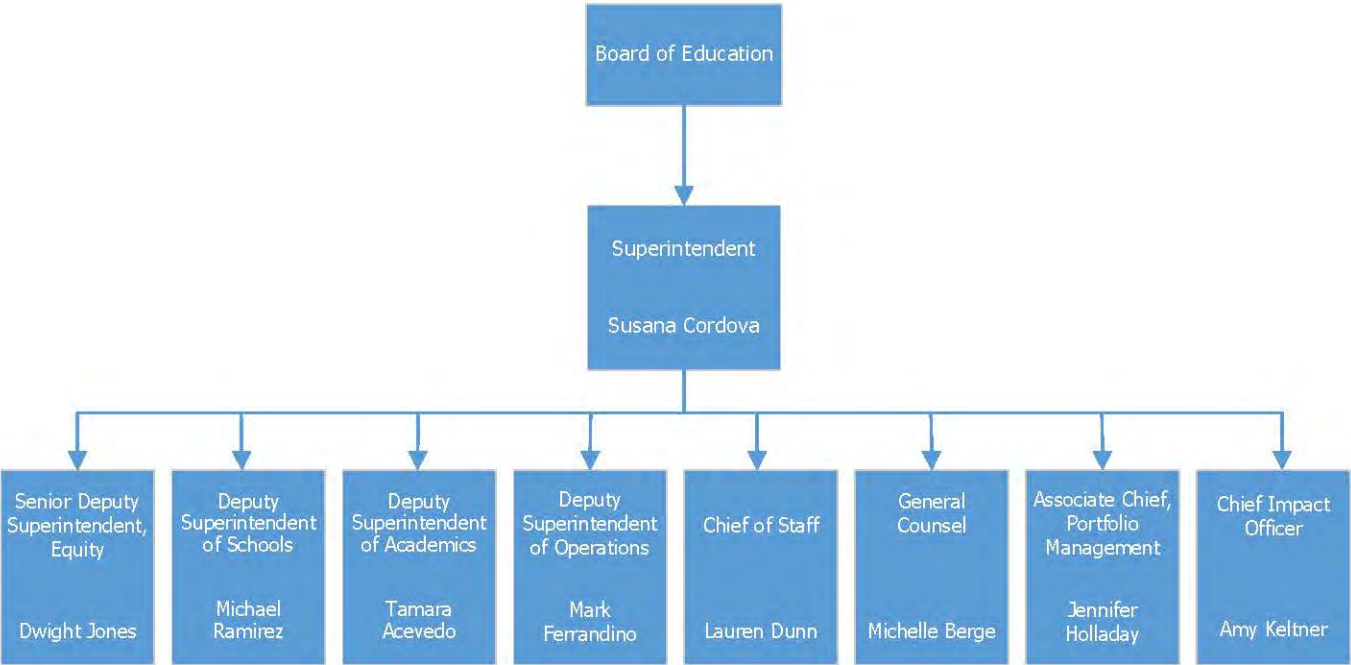 Board of Education
Superintendent
Susana Cordova
Senior Deputy
Superintendent,
Equity
Dwight Jones
Deputy
Superintendent
of Schools
Michael
Ramirez
Deputy
Superintendent
of Academics
Tamara
Acevedo
Deputy
Superintendent
of Operations
Mark
Ferrandino
Chief of Staff
Lauren Dunn
General
Counsel
Michelle Berge
Associate Chief,
Portfolio
Management
Jennifer
Holladay
Chief Impact
Officer
Amy Keltner